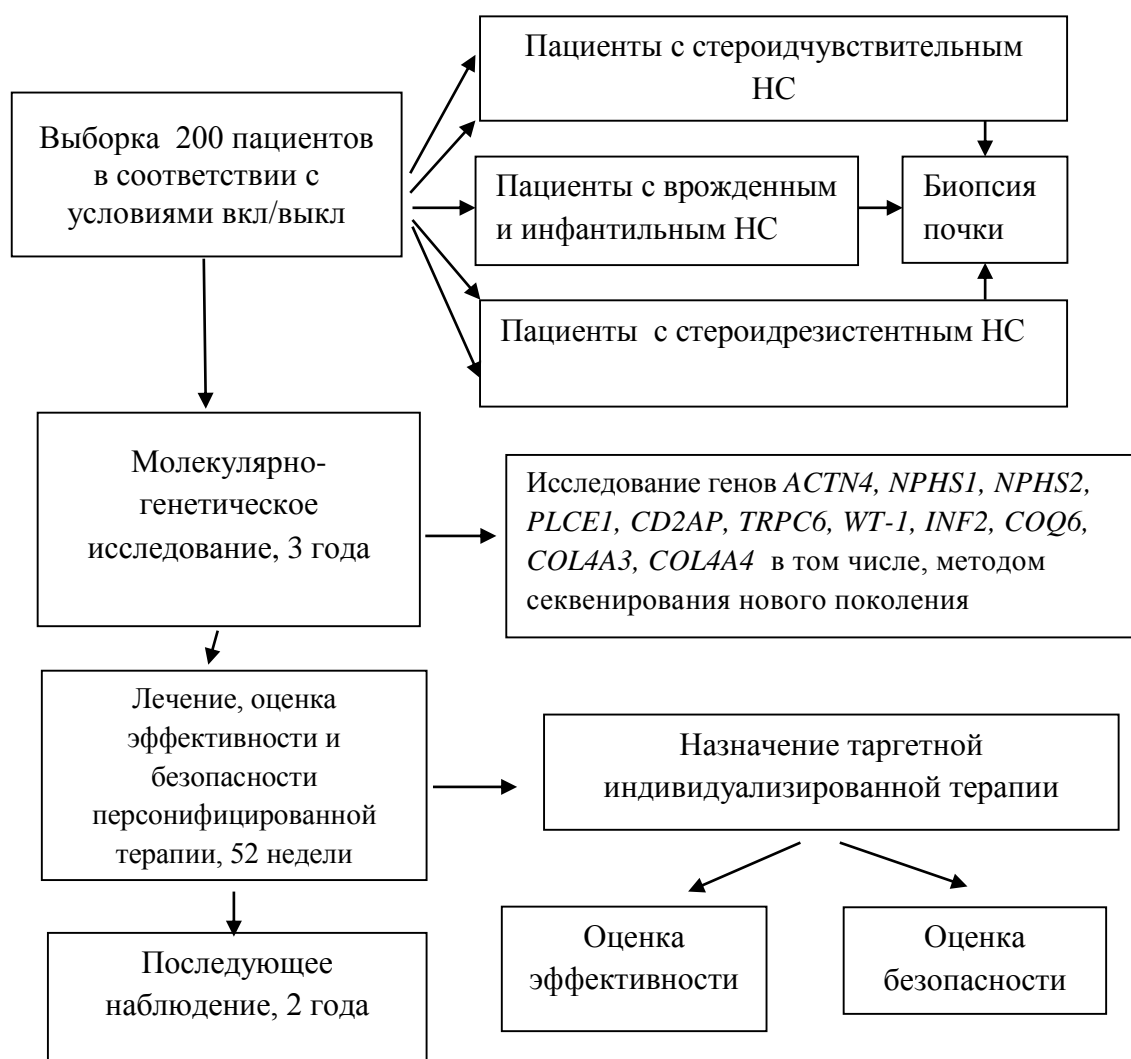 Пациенты с стероидчувствительным
НС
Выборка 200 пациентов
в соответствии с
условиями вкл/выкл
Пациенты с врожденным
и инфантильным НС
Биопсия
почки
Пациенты с стероидрезистентным НС
Молекулярно-
генетическое
исследование, 3 года
Исследование генов ACTN4, NPHS1, NPHS2,
PLCE1, CD2AP, TRPC6, WT-1, INF2, COQ6,
COL4A3, COL4A4 в том числе, методом
секвенирования нового поколения
Лечение, оценка
эффективности и
безопасности
персонифицированной
терапии, 52 недели
Назначение таргетной
индивидуализированной терапии
Оценка
эффективности
Оценка
безопасности
Последующее
наблюдение, 2 года